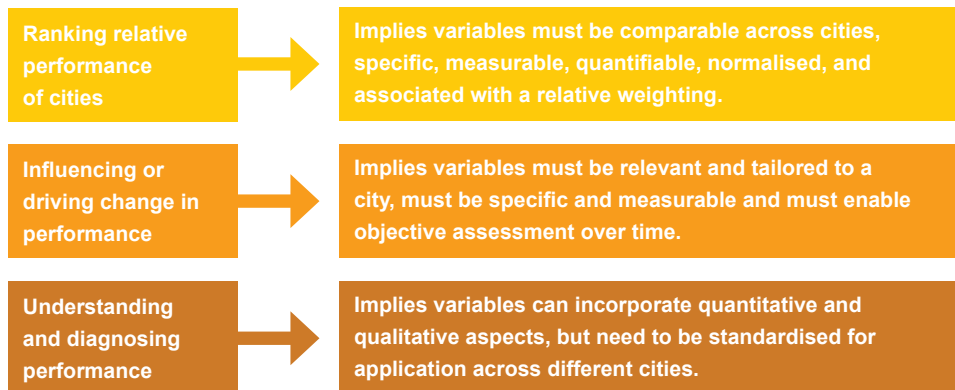 Ranking relative
performance
of cities
Implies variables must be comparable across cities,
specific, measurable, quantifiable, normalised, and
associated with a relative weighting.
Influencing or
driving change in
performance
Implies variables must be relevant and tailored to a
city, must be specific and measurable and must enable
objective assessment over time.
Understanding
and diagnosing
performance
Implies variables can incorporate quantitative and
qualitative aspects, but need to be standardised for
application across different cities.